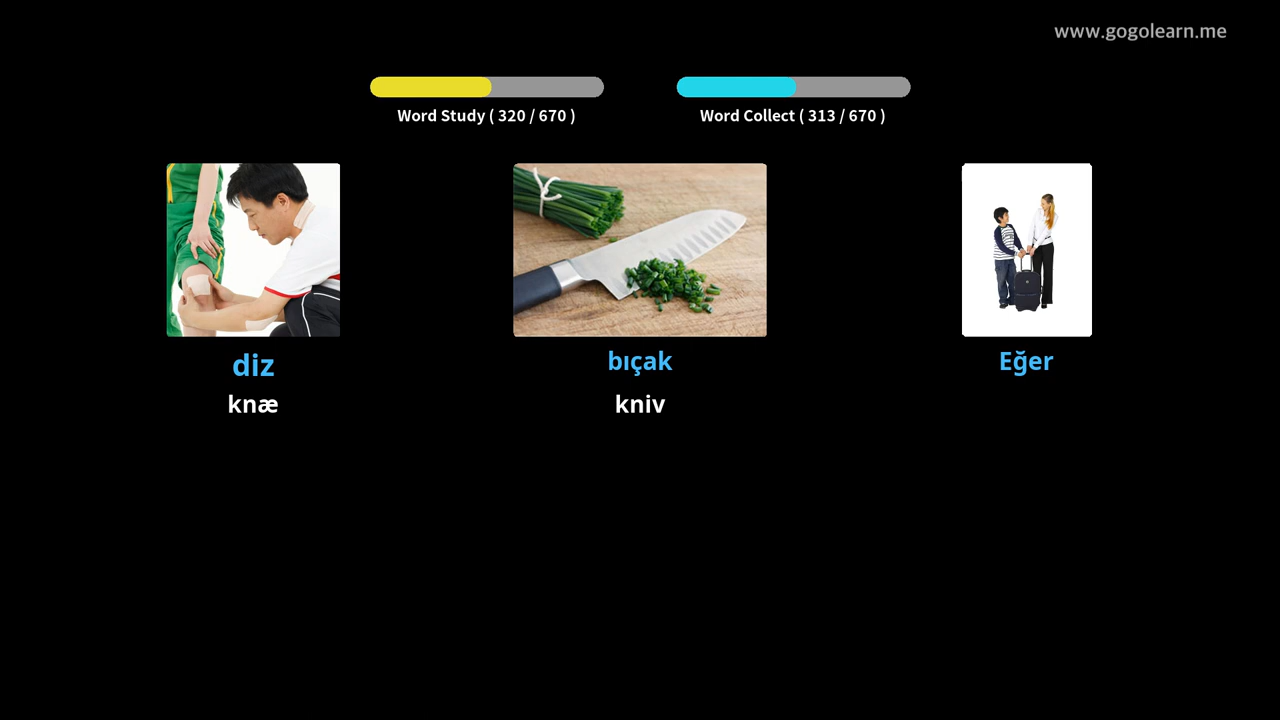 www.gogolearn.me
Word Study ( 320 / 670 )
Word Collect ( 313 / 670 )
diz
bıçak
Eğer
knæ
kniv